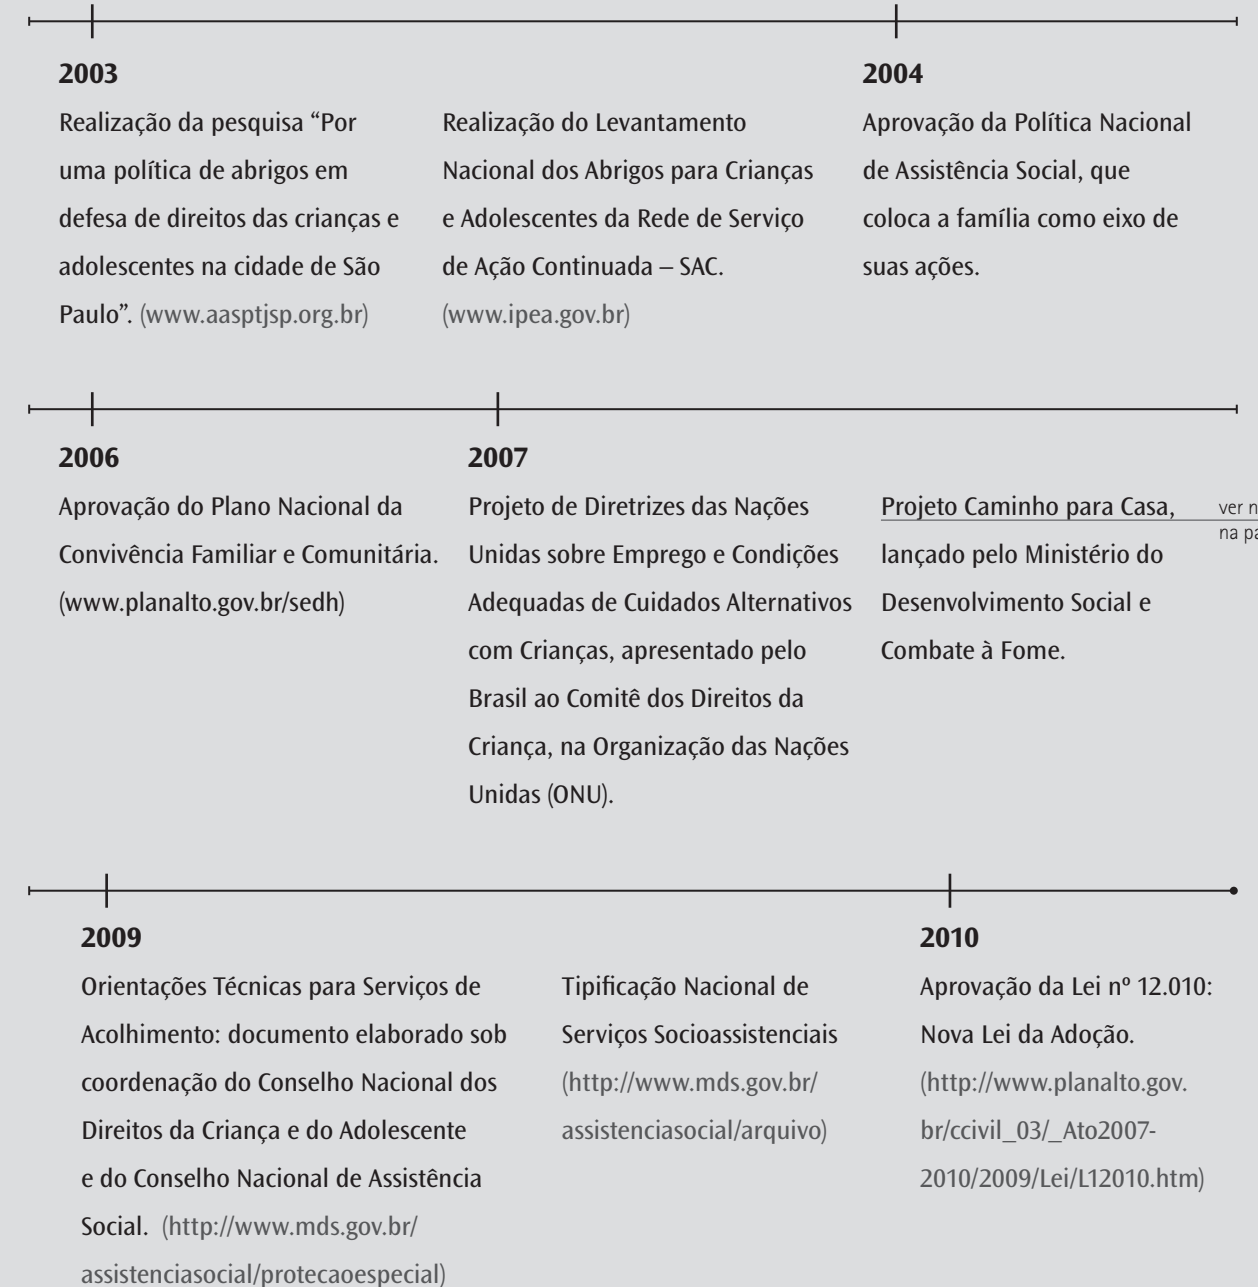 2003
Realização da pesquisa “Por
uma política de abrigos em
defesa de direitos das crianças e
adolescentes na cidade de São
Paulo”. (www.aasptjsp.org.br)
Realização do Levantamento
Nacional dos Abrigos para Crianças
e Adolescentes da Rede de Serviço
de Ação Continuada – SAC.
(www.ipea.gov.br)
2004
Aprovação da Política Nacional
de Assistência Social, que
coloca a família como eixo de
suas ações.
2006
Aprovação do Plano Nacional da
Convivência Familiar e Comunitária.
(www.planalto.gov.br/sedh)
2007
Projeto de Diretrizes das Nações
Unidas sobre Emprego e Condições
Adequadas de Cuidados Alternativos
com Crianças, apresentado pelo
Brasil ao Comitê dos Direitos da
Criança, na Organização das Nações
Unidas (ONU).
Projeto Caminho para Casa,
lançado pelo Ministério do
Desenvolvimento Social e
Combate à Fome.
ver
na
2009
Orientações Técnicas para Serviços de
Acolhimento: documento elaborado sob
coordenação do Conselho Nacional dos
Direitos da Criança e do Adolescente
e do Conselho Nacional de Assistência
Social. (http://www.mds.gov.br/
assistenciasocial/protecaoespecial)
Tipificação Nacional de
Serviços Socioassistenciais
(http://www.mds.gov.br/
assistenciasocial/arquivo)
2010
Aprovação da Lei nº 12.010:
Nova Lei da Adoção.
(http://www.planalto.gov.
br/ccivil_03/_Ato2007-
2010/2009/Lei/L12010.htm)